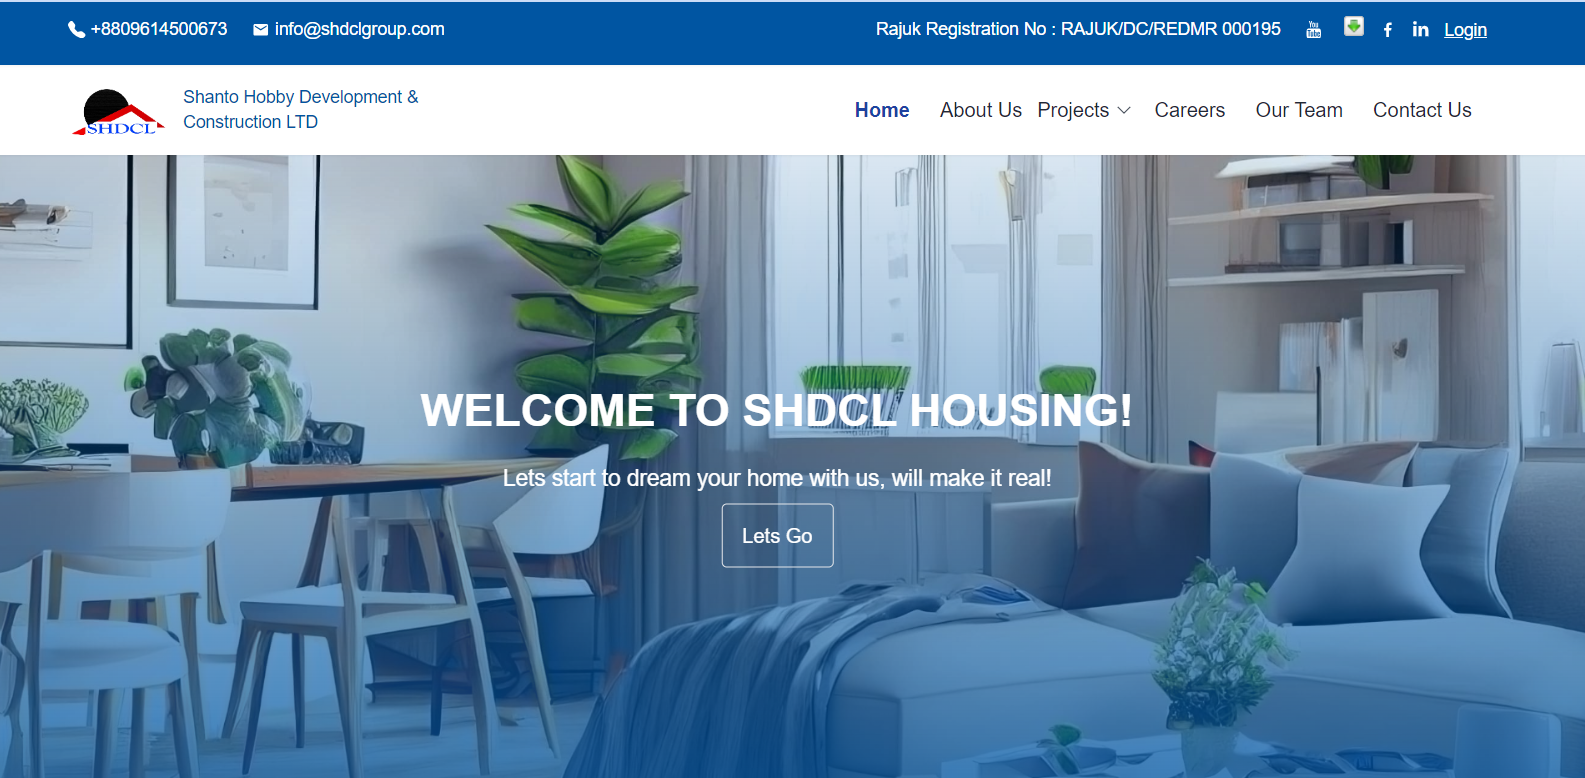 +8809614500673 info@shdclgroup.com Rajuk Registration No : RAJUK/DC/REDMR 000195 You Tube f in Login
SHDCL
Shanto Hobby Development &
Construction LTD
Home About Us Projects Careers Our Team Contact Us
WELCOME TO SHDCL HOUSING!
Lets start to dream your home with us, will make it real!
Lets Go